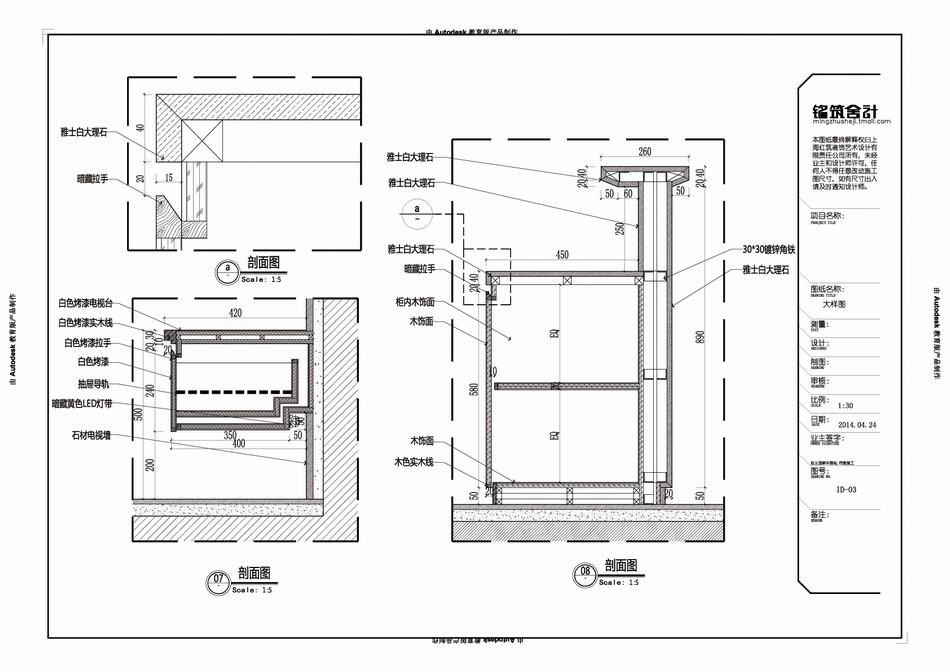 由 Autodesk 教育版产品制作
雅士白大理石
暗藏拉手
40
20
15
a
剖面图
Scale: 1:5
白色烤漆电视台
白色烤漆实木线
白色烤漆拉手
白色烤漆
抽屉导轨
暗藏黄色LED灯带
石材电视墙
420
20 30
10
20
240
500
200
350
50
400
07
剖面图
Scale: 1:5
雅士白大理石
雅士白大理石
a
雅士白大理石
暗藏拉手
柜内木饰面
木饰面
木饰面
木色实木线
260
20 40
50
60
50
20 40
250
450
20 40
EQ
10
580
EQ
890
50
20
50
30*30镀锌角铁
雅士白大理石
08
剖面图
Scale: 1:5
铭筑舍计
mingzhusheji.tmall.com
本图纸最终解释权归上
海红筑装饰艺术设计有
限责任公司所有，未经
业主和设计师许可，任
何人不得任意改动施工
图尺寸，如有尺寸出入
请及时通知设计师。
项目名称:
PROJECT TLE
图纸名称:
DRAWING TITLE
大样图
测量:
设计:
DESIGNED
制图:
DRAWING
审核:
比例:
SCALE
1:30
日期:
DATE
2014.04.24
业主签字:
图号:
DRAWING NO.
ID-03
备注:
由 Autodesk 教育版产品制作
由 Autodesk 教育版产品制作
由 Autodesk 教育版产品制作